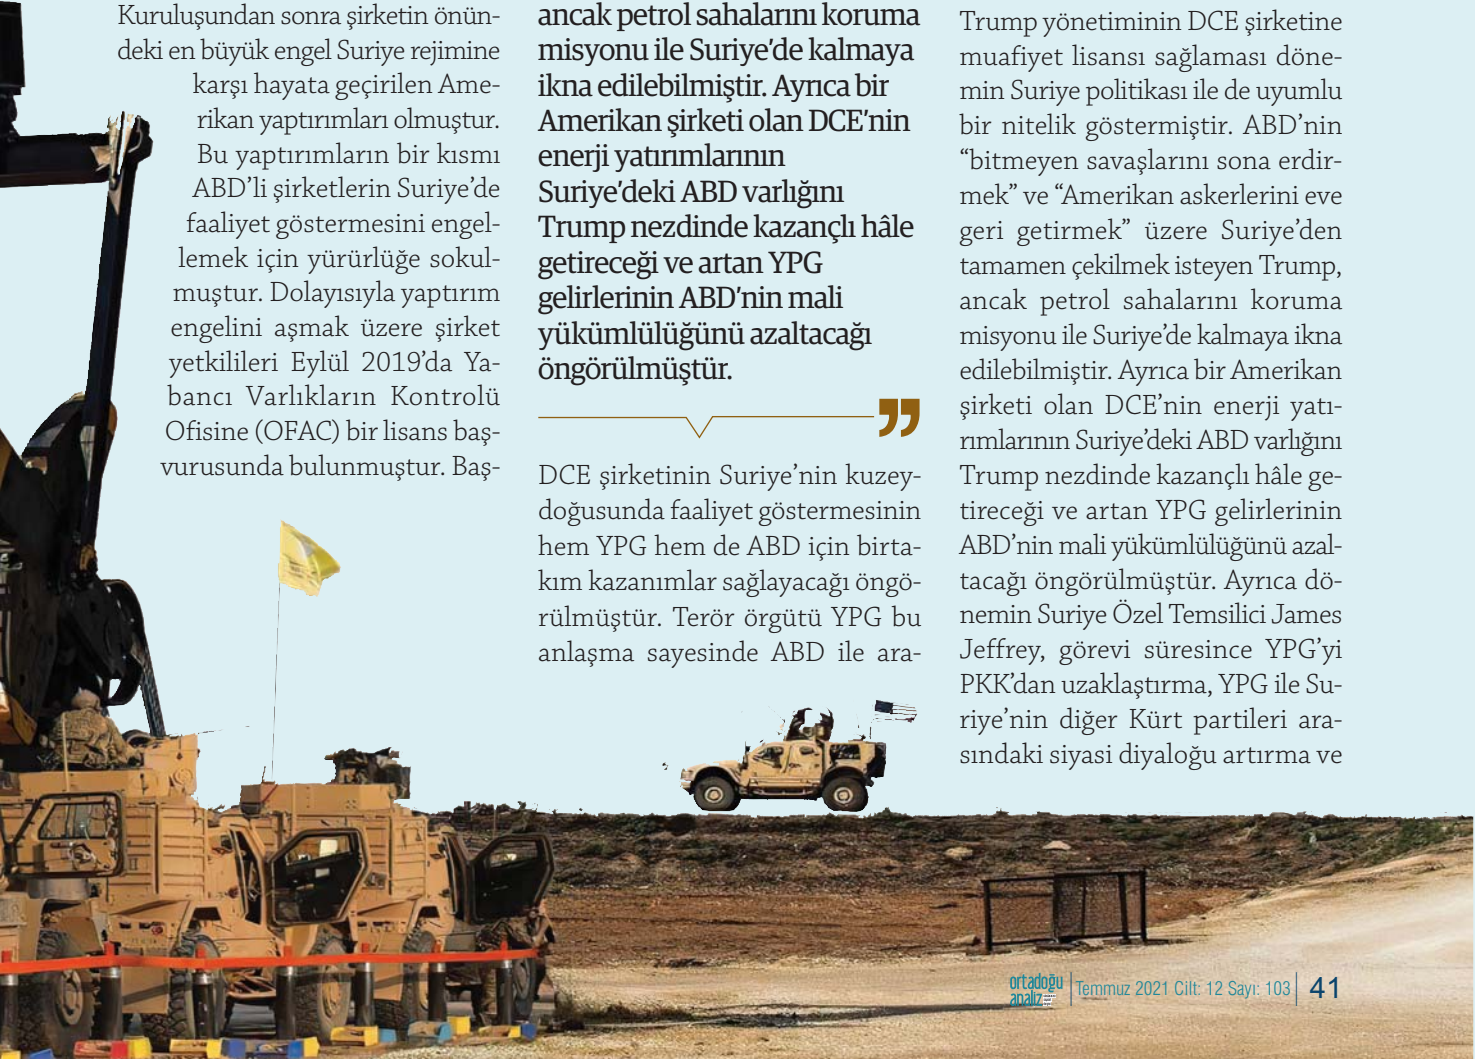 Kuruluşundan sonra şirketin önün-
deki en büyük engel Suriye rejimine
karşı hayata geçirilen Ame-
rikan yaptırımları olmuştur.
Bu yaptırımların bir kısmı
ABD’li şirketlerin Suriye’de
faaliyet göstermesini engel-
lemek için yürürlüğe sokul-
muştur. Dolayısıyla yaptırım
engelini aşmak üzere şirket
yetkilileri Eylül 2019’da Ya-
bancı Varlıkların Kontrolü
Ofisine (OFAC) bir lisans baş-
vurusunda bulunmuştur. Baş-
ancak petrol sahalarını koruma
misyonu ile Suriye’de kalmaya
ikna edilebilmiştir. Ayrıca bir
Amerikan şirketi olan DCE’nin
enerji yatırımlarının
Suriye’deki ABD varlığını
Trump nezdinde kazançlı hâle
getireceği ve artan YPG
gelirlerinin ABD’nin mali
yükümlülüğünü azaltacağı
öngörülmüştür.
”
DCE şirketinin Suriye’nin kuzey-
doğusunda faaliyet göstermesinin
hem YPG hem de ABD için birta-
kım kazanımlar sağlayacağı öngö-
rülmüştür. Terör örgütü YPG bu
anlaşma sayesinde ABD ile ara-
Trump yönetiminin DCE şirketine
muafiyet lisansı sağlaması döne-
min Suriye politikası ile de uyumlu
bir nitelik göstermiştir. ABD’nin
“bitmeyen savaşlarını sona erdir-
mek” ve “Amerikan askerlerini eve
geri getirmek” üzere Suriye’den
tamamen çekilmek isteyen Trump,
ancak petrol sahalarını koruma
misyonu ile Suriye’de kalmaya ikna
edilebilmiştir. Ayrıca bir Amerikan
şirketi olan DCE’nin enerji yatı-
rımlarının Suriye’deki ABD varlığını
Trump nezdinde kazançlı hâle ge-
tireceği ve artan YPG gelirlerinin
ABD’nin mali yükümlülüğünü azal-
tacağı öngörülmüştür. Ayrıca dö-
nemin Suriye Özel Temsilici James
Jeffrey, görevi süresince YPG’yi
PKK’dan uzaklaştırma, YPG ile Su-
riye’nin diğer Kürt partileri ara-
sındaki siyasi diyaloğu artırma ve
ortadoğu
analiz
Temmuz 2021 Cilt: 12 Sayı: 103
41